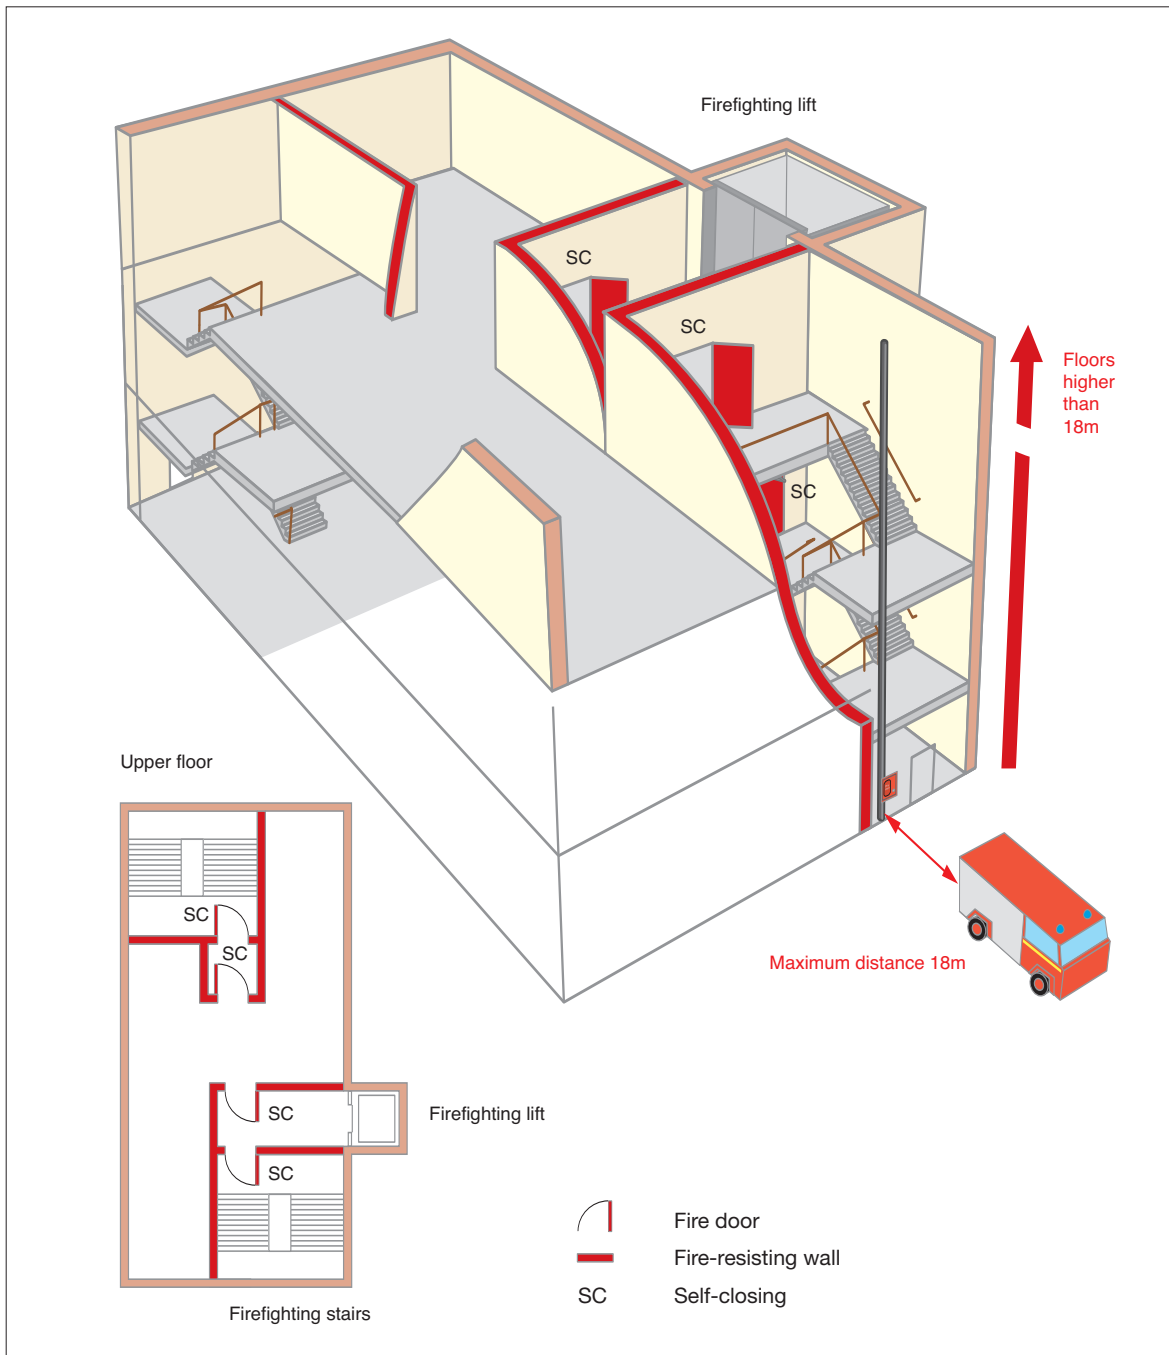 Firefighting lift
SC
SC
Floors
higher
than
18m
SC
Upper floor
SC
SC
Maximum distance 18m
SC
Firefighting lift
SC
Fire door
Fire-resisting wall
SC Self-closing
Firefighting stairs